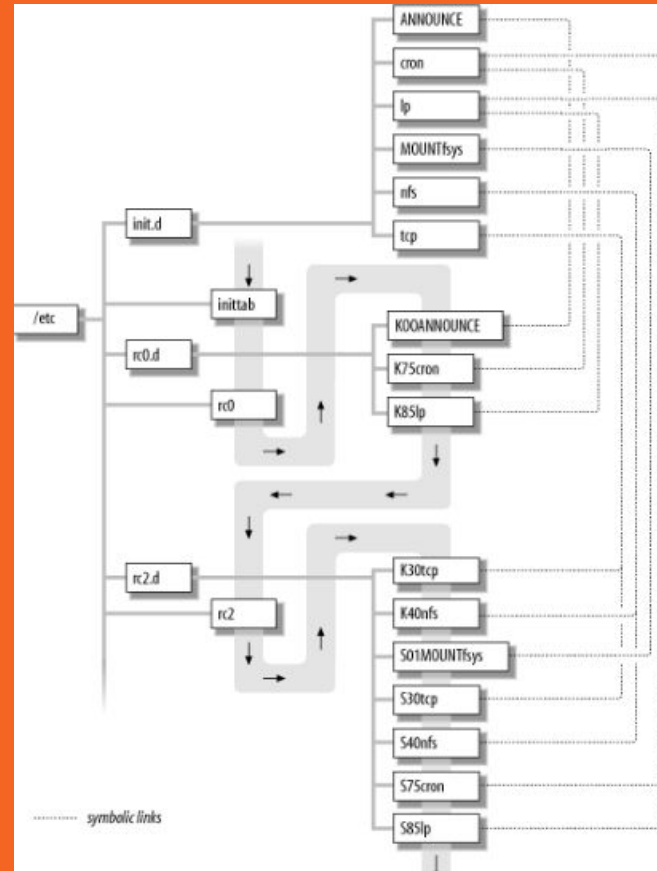 ANNOUNCE
cron
lp
MOUNTfsys
nfs
tcp
init.d
inittab
/etc
rc0.d
rc0
K00ANNOUNCE
K75cron
K85lp
rc2.d
rc2
K30tcp
K40nfs
S01MOUNTfsys
S30tcp
S40nfs
S75cron
S85lp
symbolic links